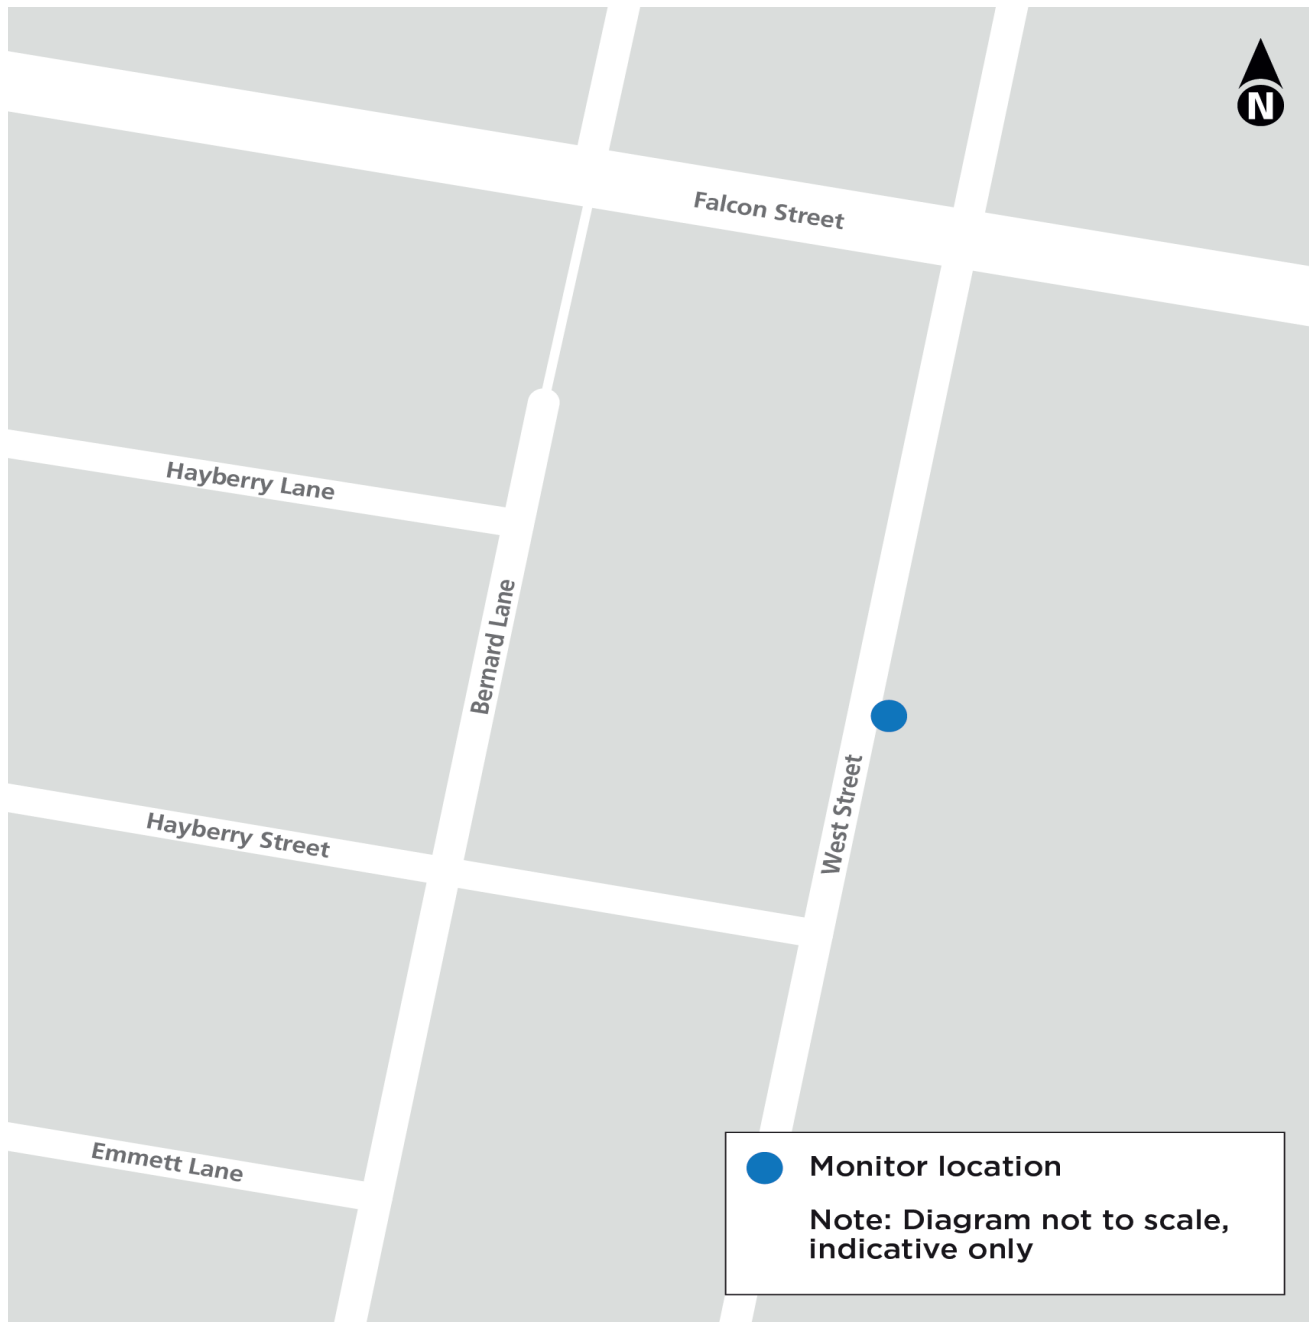 N
Falcon Street
Hayberry Lane
Bernard Lane
West Street
Hayberry Street
Emmett Lane
Monitor location
Note: Diagram not to scale,
indicative only